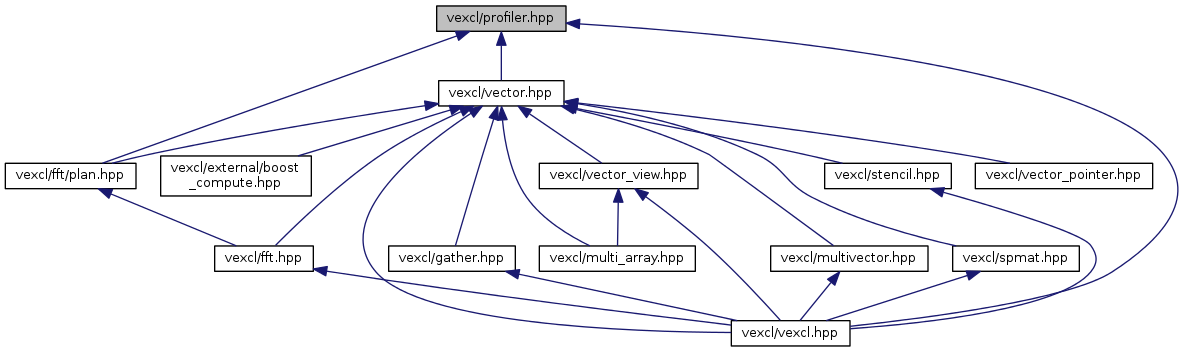 vexcl/profiler.hpp
vexcl/vector.hpp
vexcl/fft/plan.hpp
vexcl/external/boost
_compute.hpp
vexcl/vector_view.hpp
vexcl/stencil.hpp
vexcl/vector_pointer.hpp
vexcl/fft.hpp
vexcl/gather.hpp
vexcl/multi_array.hpp
vexcl/multivector.hpp
vexcl/spmat.hpp
vexcl/vexcl.hpp